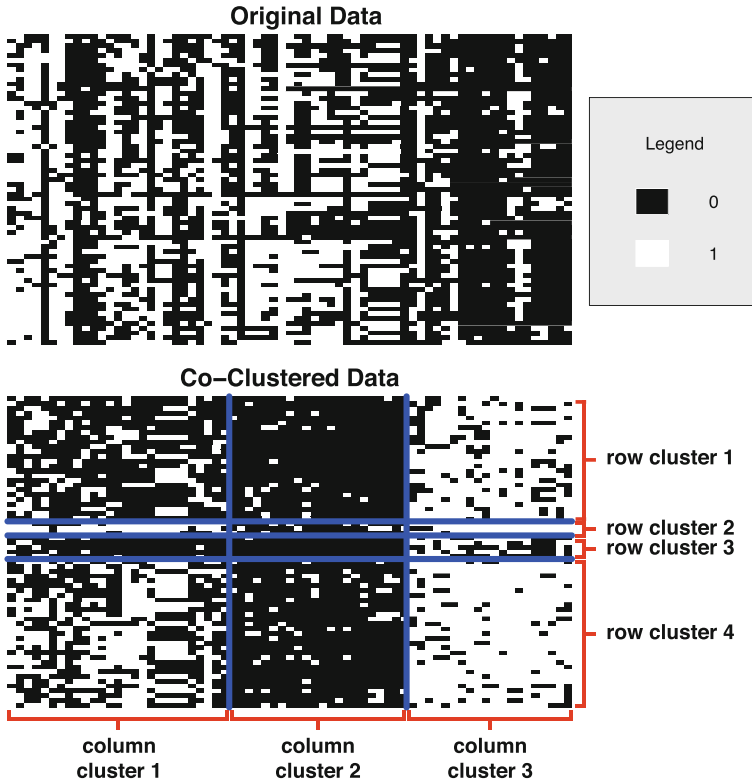 Original Data
Legend
0
1
Co–Clustered Data
row cluster 1
row cluster 2
row cluster 3
row cluster 4
column
cluster 1
column
cluster 2
column
cluster 3